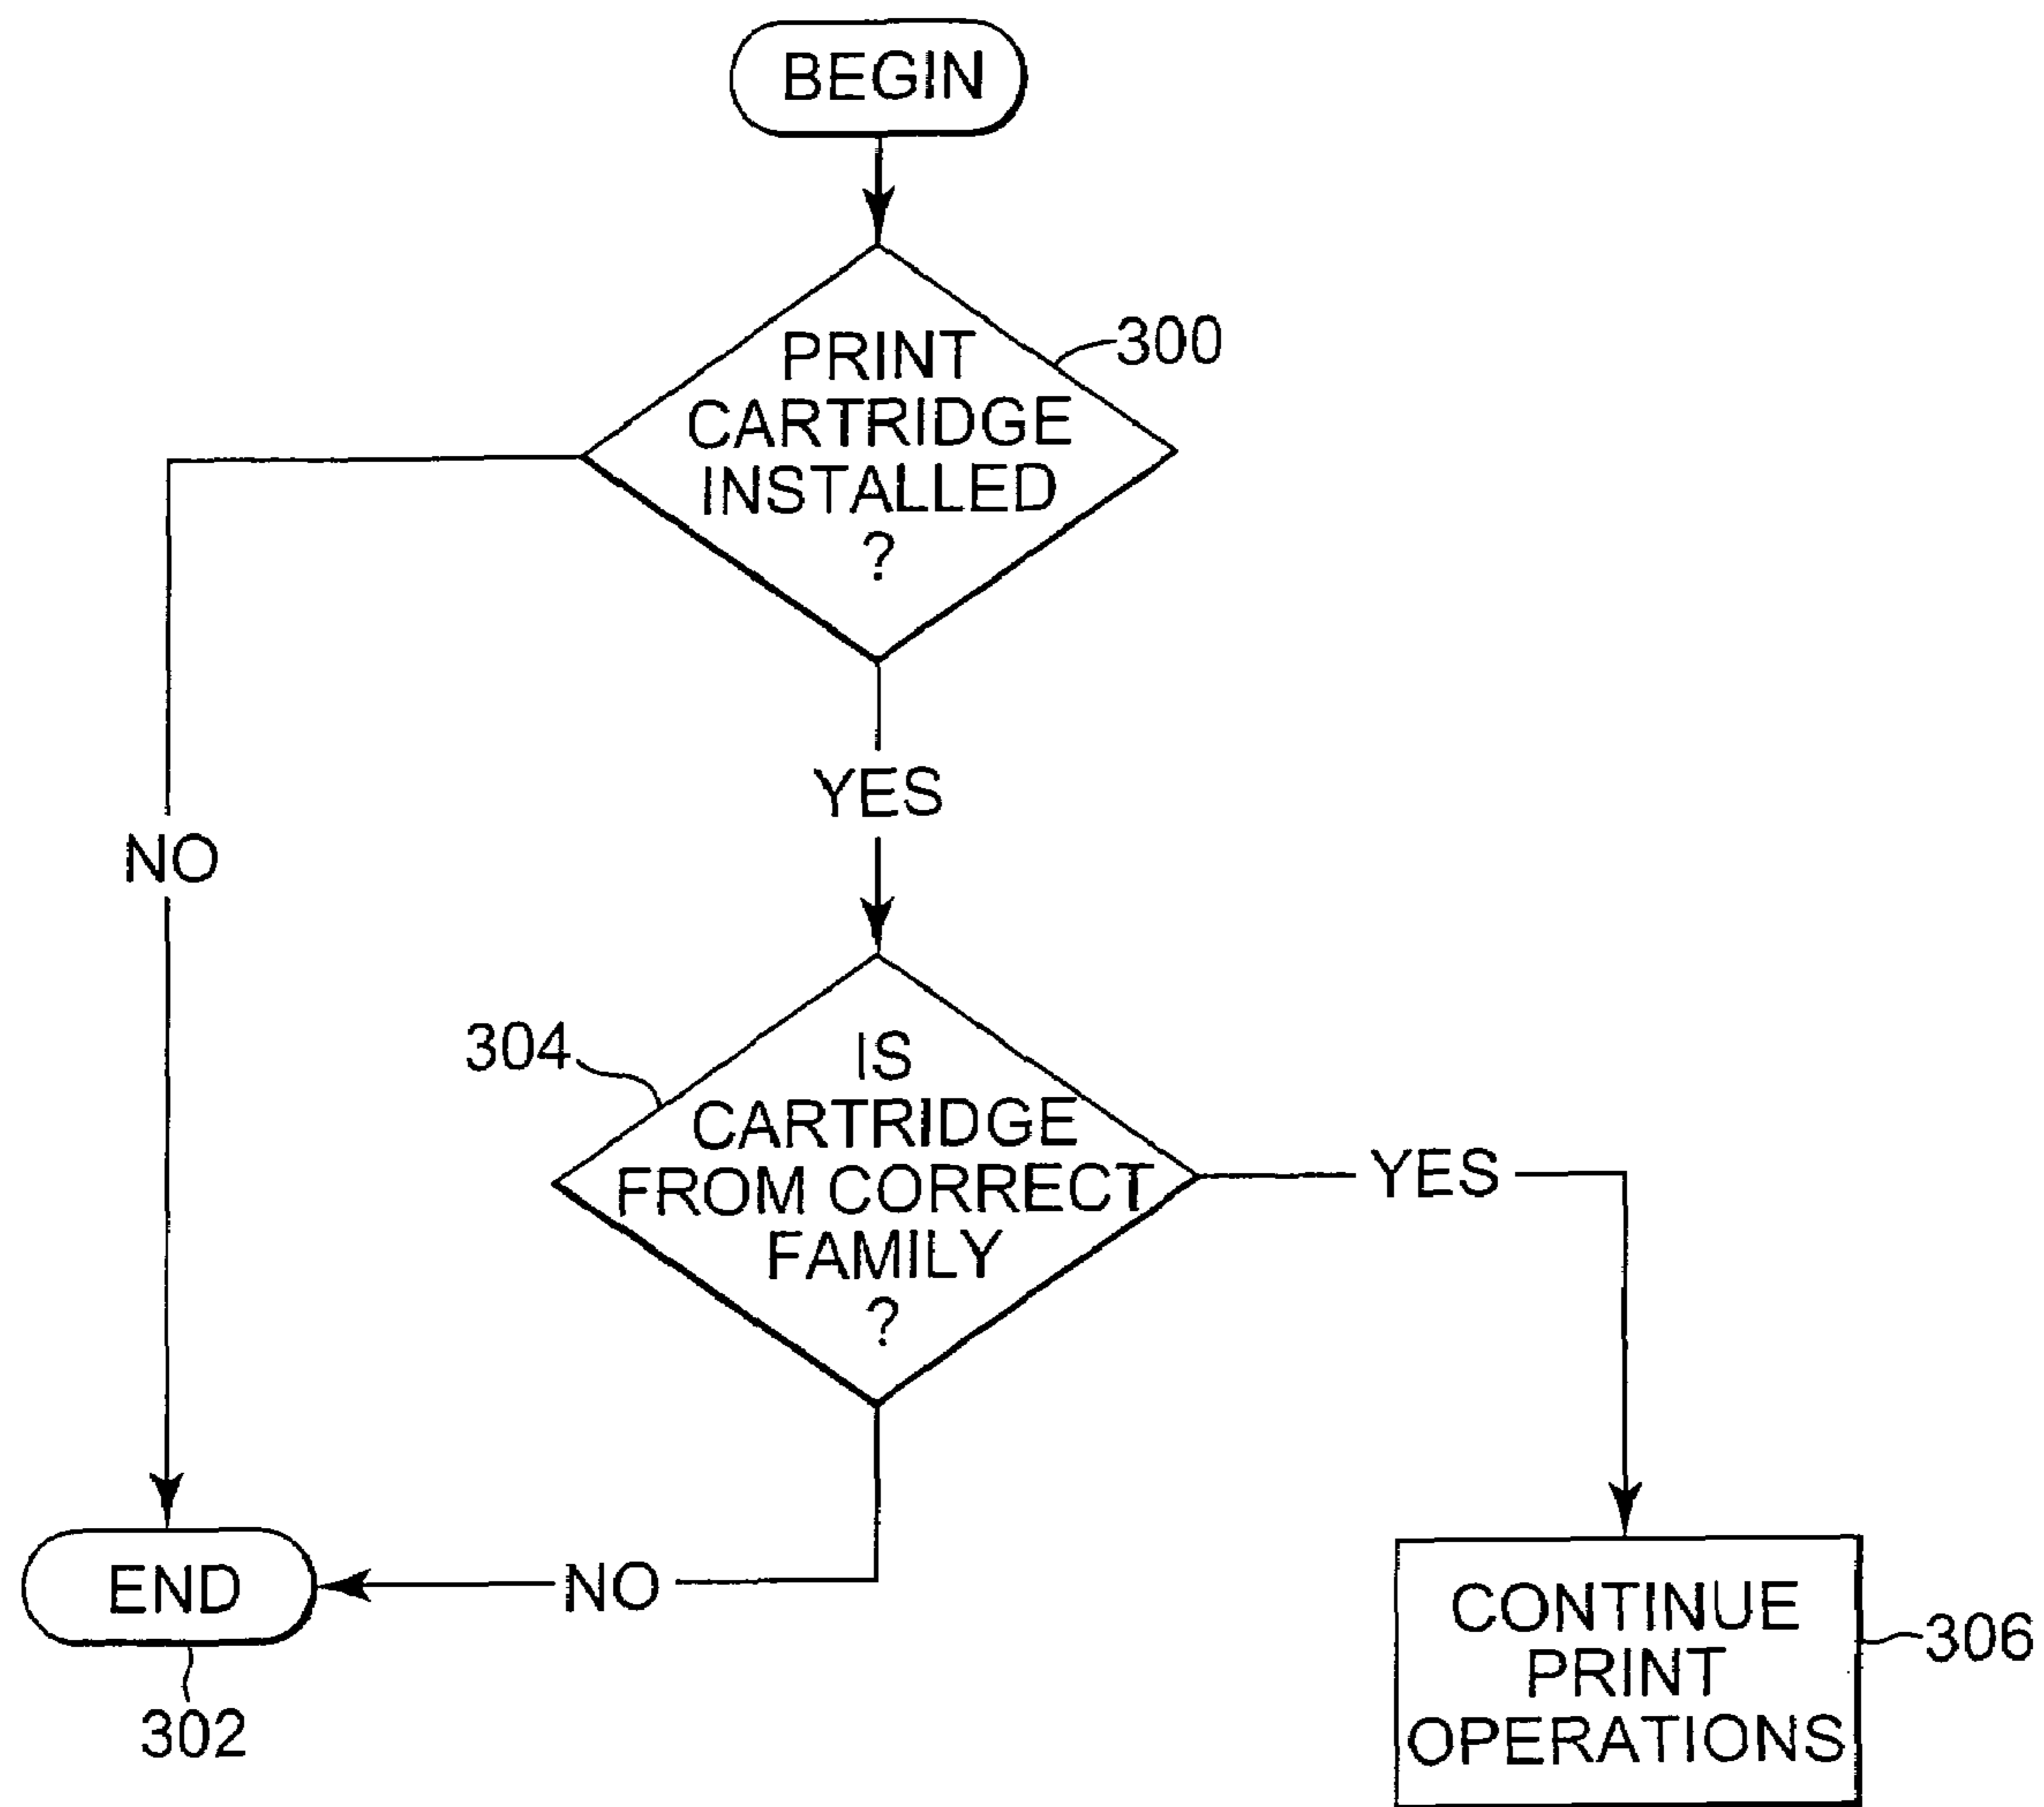 BEGIN
PRINT
CARTRIDGE
INSTALLED
?
300
YES
NO
304
IS
CARTRIDGE
FROM CORRECT
FAMILY
?
YES
NO
END
302
CONTINUE
PRINT
OPERATIONS
306